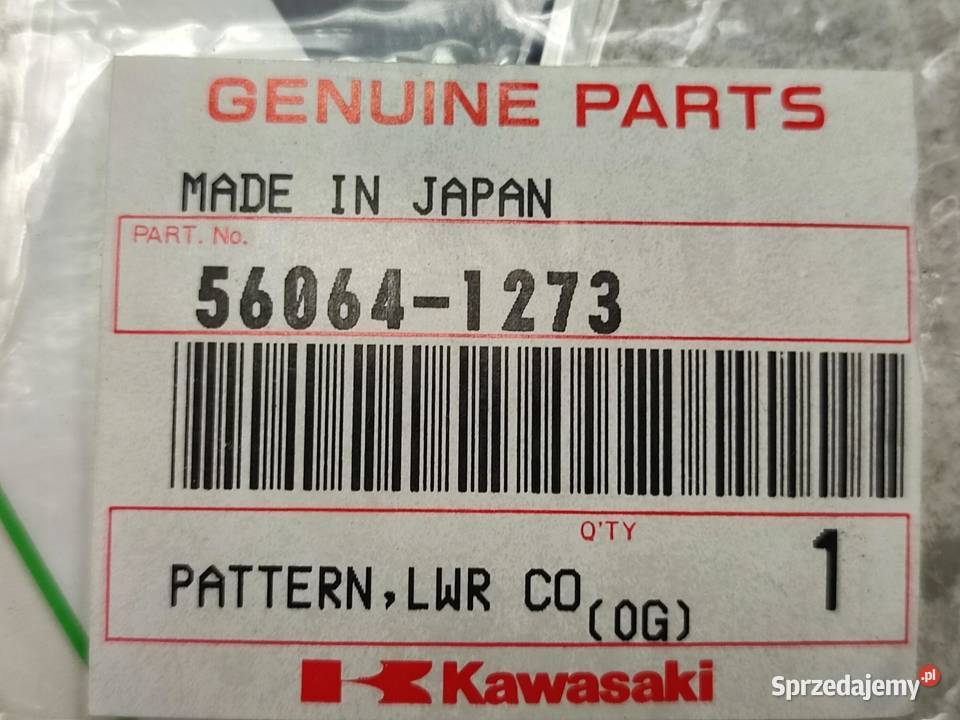 GENUINE PARTS
MADE IN JAPAN
PART. No.
56064-1273
Q'TY
1
PATTERN,LWR CO
(OG)
Kawasaki
Sprzedajemy.pl